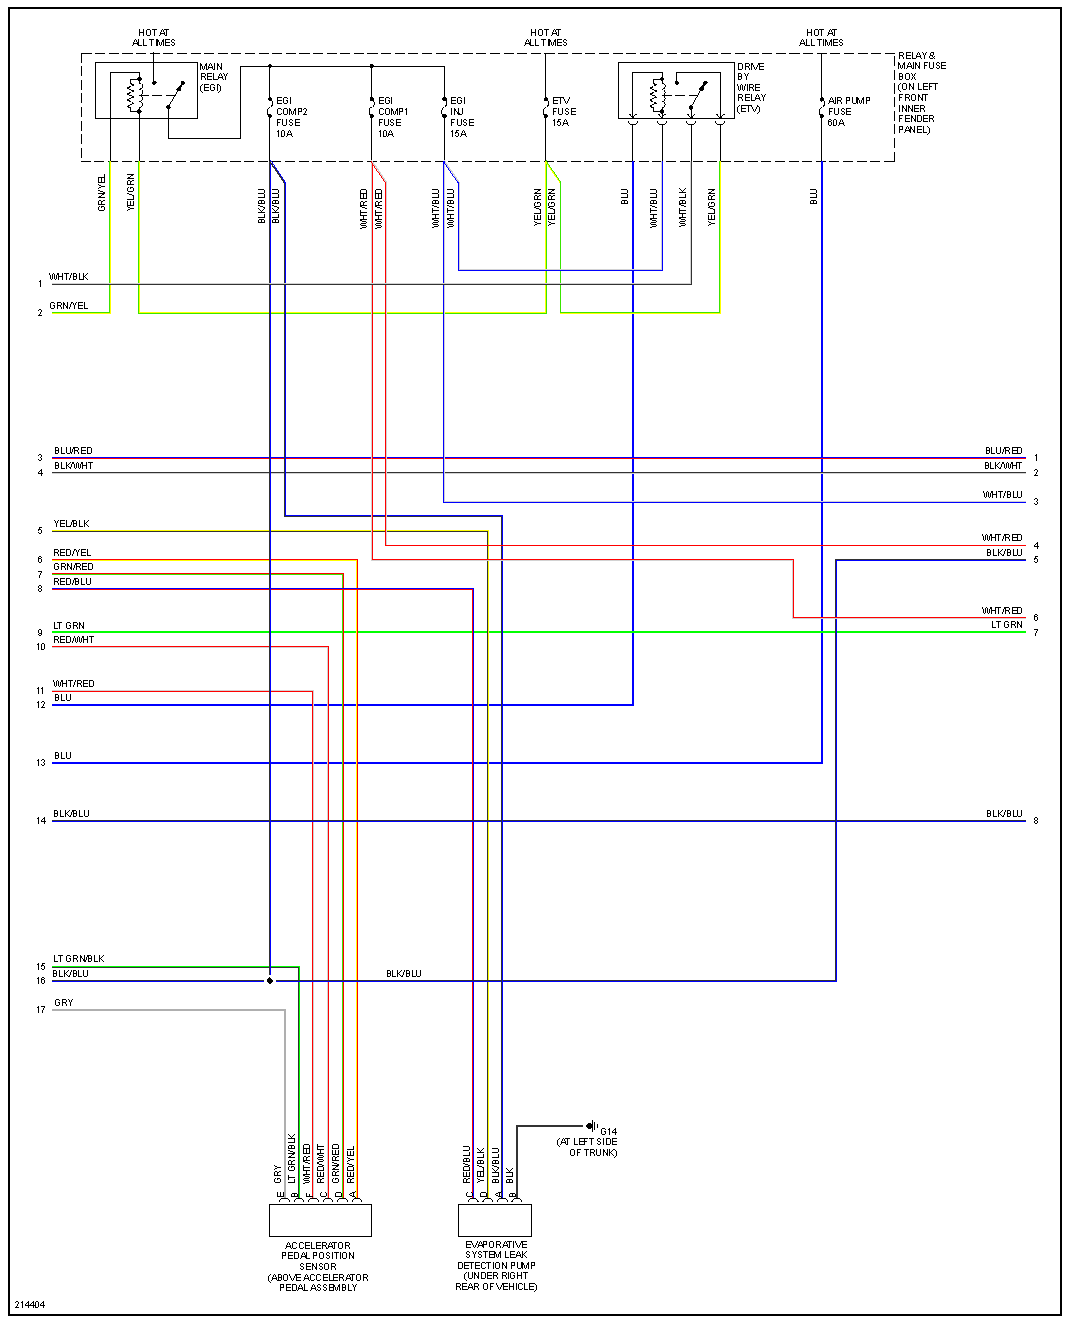 HOT AT
ALL TIMES
HOT AT
ALL TIMES
HOT AT
ALL TIMES
MAIN
RELAY
(EGI)
EGI
COMP2
FUSE
10A
EGI
COMP1
FUSE
10A
EGI
INJ
FUSE
15A
ETV
FUSE
15A
DRIVE
BY
WIRE
RELAY
(ETV)
AIR PUMP
FUSE
60A
RELAY &
MAIN FUSE
BOX
(ON LEFT
FRONT
INNER
FENDER
PANEL)
GRN/YEL
YEL/GRN
BLK/BLU
BLK/BLU
WHT/RED
WHT/RED
WHT/BLU
WHT/BLU
YEL/GRN
YEL/GRN
BLU
WHT/BLU
WHT/BLK
YEL/GRN
BLU
1 WHT/BLK
2 GRN/YEL
3 BLU/RED BLU/RED 1
4 BLK/WHT BLK/WHT 2
WHT/BLU 3
5 YEL/BLK
WHT/RED 4
6 RED/YEL BLK/BLU 5
7 GRN/RED
8 RED/BLU
WHT/RED 6
9 LT GRN LT GRN 7
10 RED/WHT
11 WHT/RED
12 BLU
13 BLU
14 BLK/BLU BLK/BLU 8
15 LT GRN/BLK
16 BLK/BLU BLK/BLU
17 GRY
GRY
LT GRN/BLK
WHT/RED
RED/WHT
GRN/RED
RED/YEL
RED/BLU
YEL/BLK
BLK/BLU
BLK
G14
(AT LEFT SIDE
OF TRUNK)
E B F C D A
C D A B
ACCELERATOR
PEDAL POSITION
SENSOR
(ABOVE ACCELERATOR
PEDAL ASSEMBLY
EVAPORATIVE
SYSTEM LEAK
DETECTION PUMP
(UNDER RIGHT
REAR OF VEHICLE)
214404